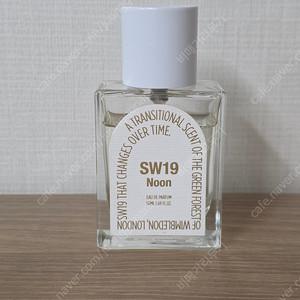 A TRANSITIONAL SCENT OF THE GREEN FOREST OF WIMBLEDON, LONDON SW19 THAT CHANGES OVER TIME.
SW19
Noon
EAU DE PARFUM